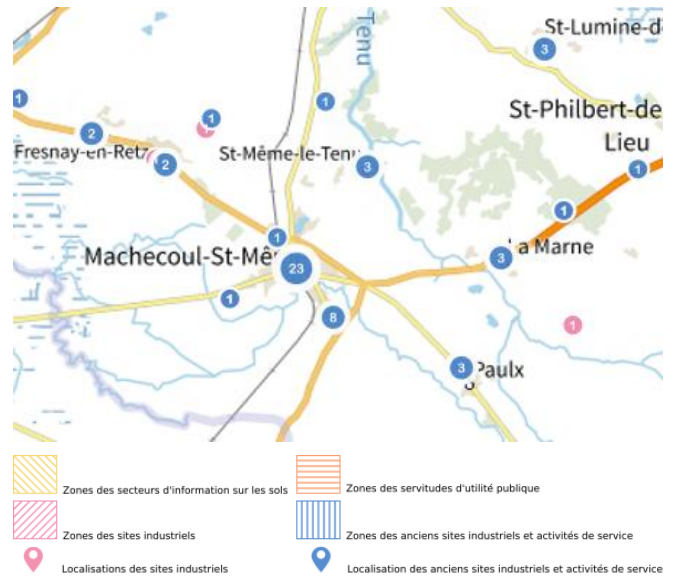 Tenu
St-Lumine-d
3
1
1
1
St-Philbert-de
Lieu
2
Fresnay-en-Retz
2
St-Même-le-Tenu
3
1
1
1
La Marne
3
Machecoul-St-Mê
23
1
8
1
3
Paulx
Zones des secteurs d'information sur les sols
Zones des servitudes d'utilité publique
Zones des sites industriels
Zones des anciens sites industriels et activités de service
Localisations des sites industriels
Localisation des anciens sites industriels et activités de service